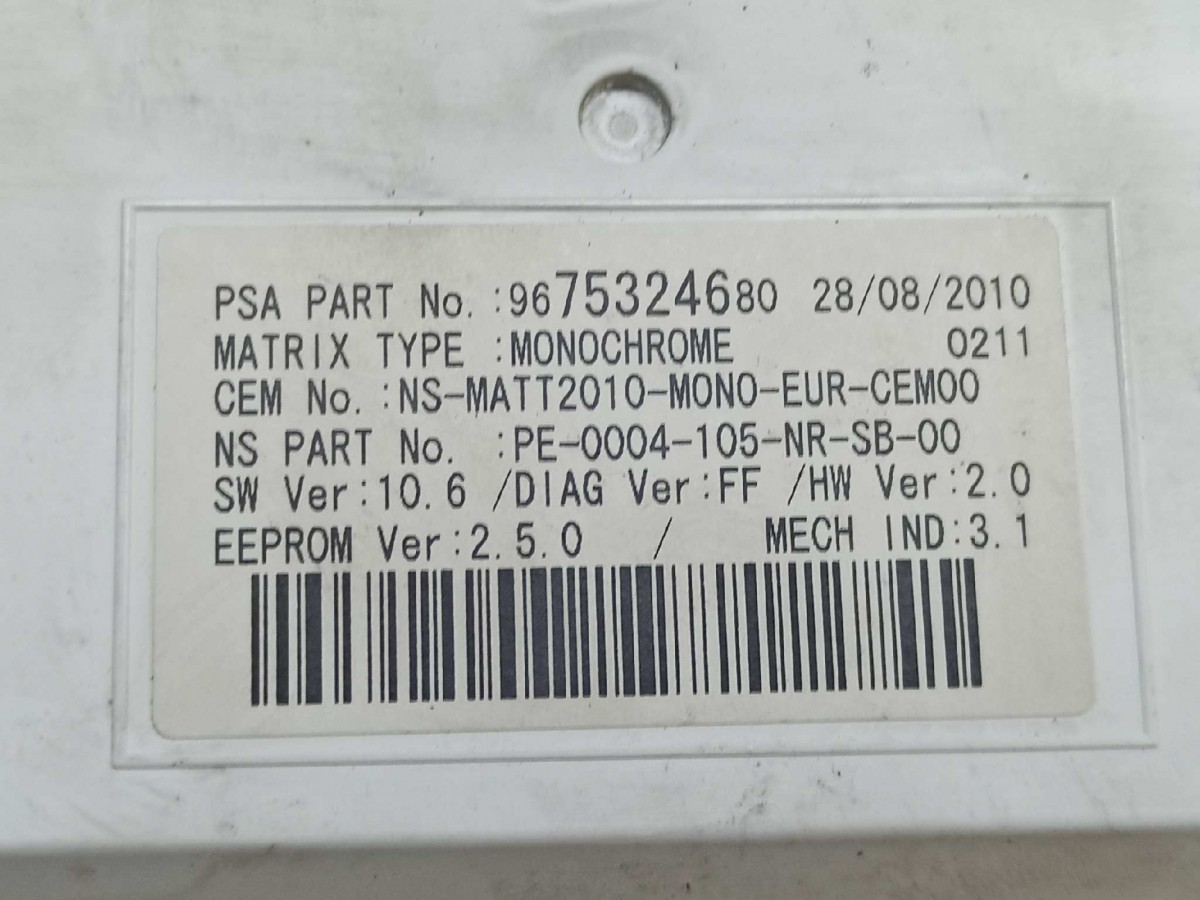 PSA PART No. :9675324680 28/08/2010
MATRIX TYPE :MONOCHROME 0211
CEM No. :NS-MATT2010-MONO-EUR-CEM00
NS PART No. :PE-0004-105-NR-SB-00
SW Ver:10.6 /DIAG Ver:FF /HW Ver:2.0
EEPROM Ver:2.5.0 / MECH IND:3.1